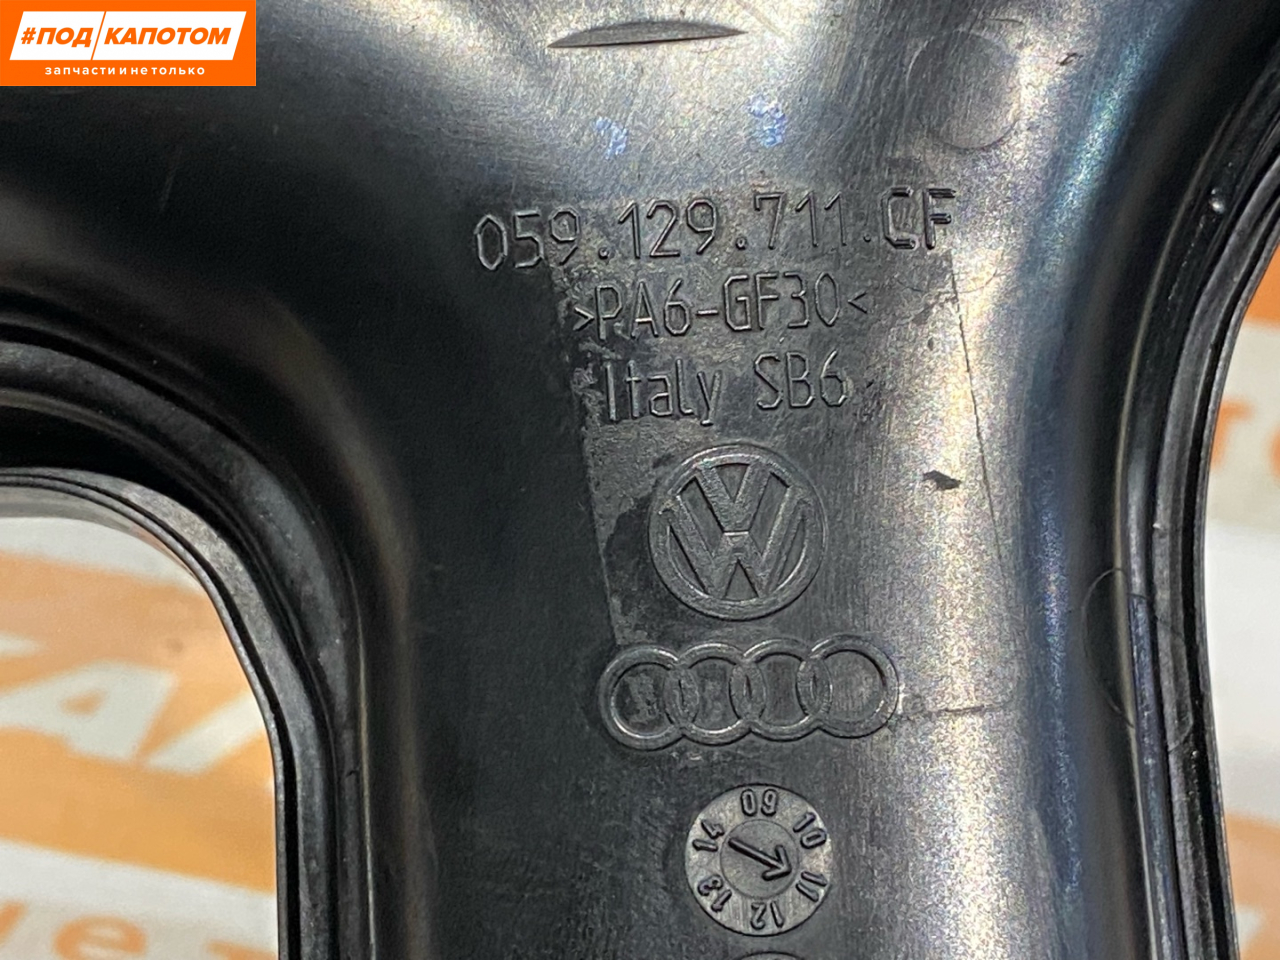 #ПОД КАПОТОМ
запчасти и не только
059.129.711.CF
>PA6-GF30<
Italy SB6
09
10
11
12
12
13
14